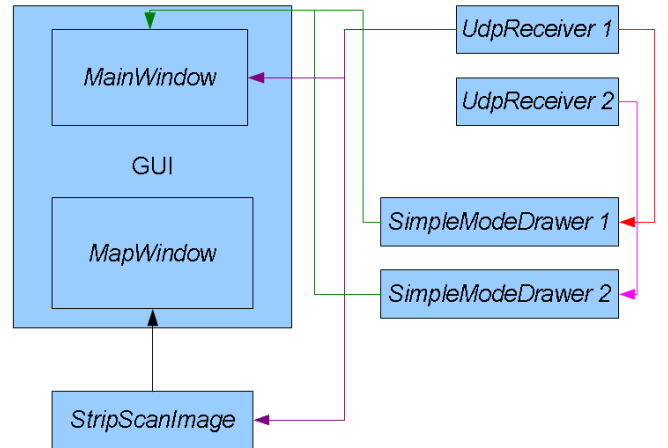 UdpReceiver 1
MainWindow
UdpReceiver 2
GUI
SimpleModeDrawer 1
MapWindow
SimpleModeDrawer 2
StripScanImage